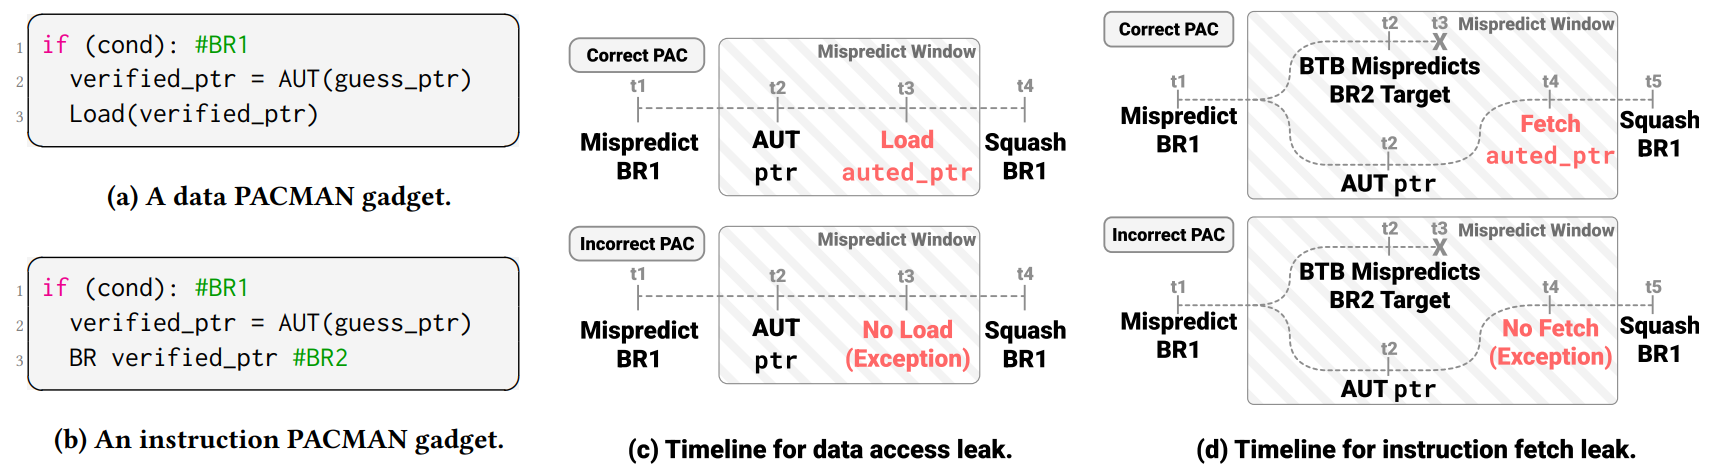 1 if (cond): #BR1
2 verified_ptr = AUT(guess_ptr)
3 Load(verified_ptr)
(a) A data PACMAN gadget.
1 if (cond): #BR1
2 verified_ptr = AUT(guess_ptr)
3 BR verified_ptr #BR2
(b) An instruction PACMAN gadget.
Correct PAC
Mispredict Window
t1 t2 t3 t4
Mispredict
BR1
AUT
ptr
Load
auted_ptr
Squash
BR1
Incorrect PAC
Mispredict Window
t1 t2 t3 t4
Mispredict
BR1
AUT
ptr
No Load
(Exception)
Squash
BR1
(c) Timeline for data access leak.
Correct PAC
t2 t3 Mispredict Window
X
t1
Mispredict
BR1
BTB Mispredicts
BR2 Target
t2
AUT ptr
t4
Fetch
auted_ptr
t5
Squash
BR1
Incorrect PAC
t2 t3 Mispredict Window
X
t1
Mispredict
BR1
BTB Mispredicts
BR2 Target
t2
AUT ptr
t4
No Fetch
(Exception)
t5
Squash
BR1
(d) Timeline for instruction fetch leak.